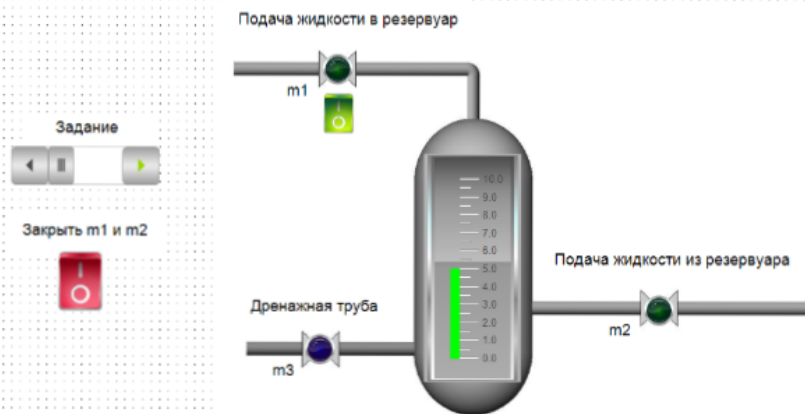 Подача жидкости в резервуар
m1
Задание
Закрыть m1 и m2
10.0
9.0
8.0
7.0
6.0
5.0
4.0
3.0
2.0
1.0
0.0
Подача жидкости из резервуара
m2
Дренажная труба
m3